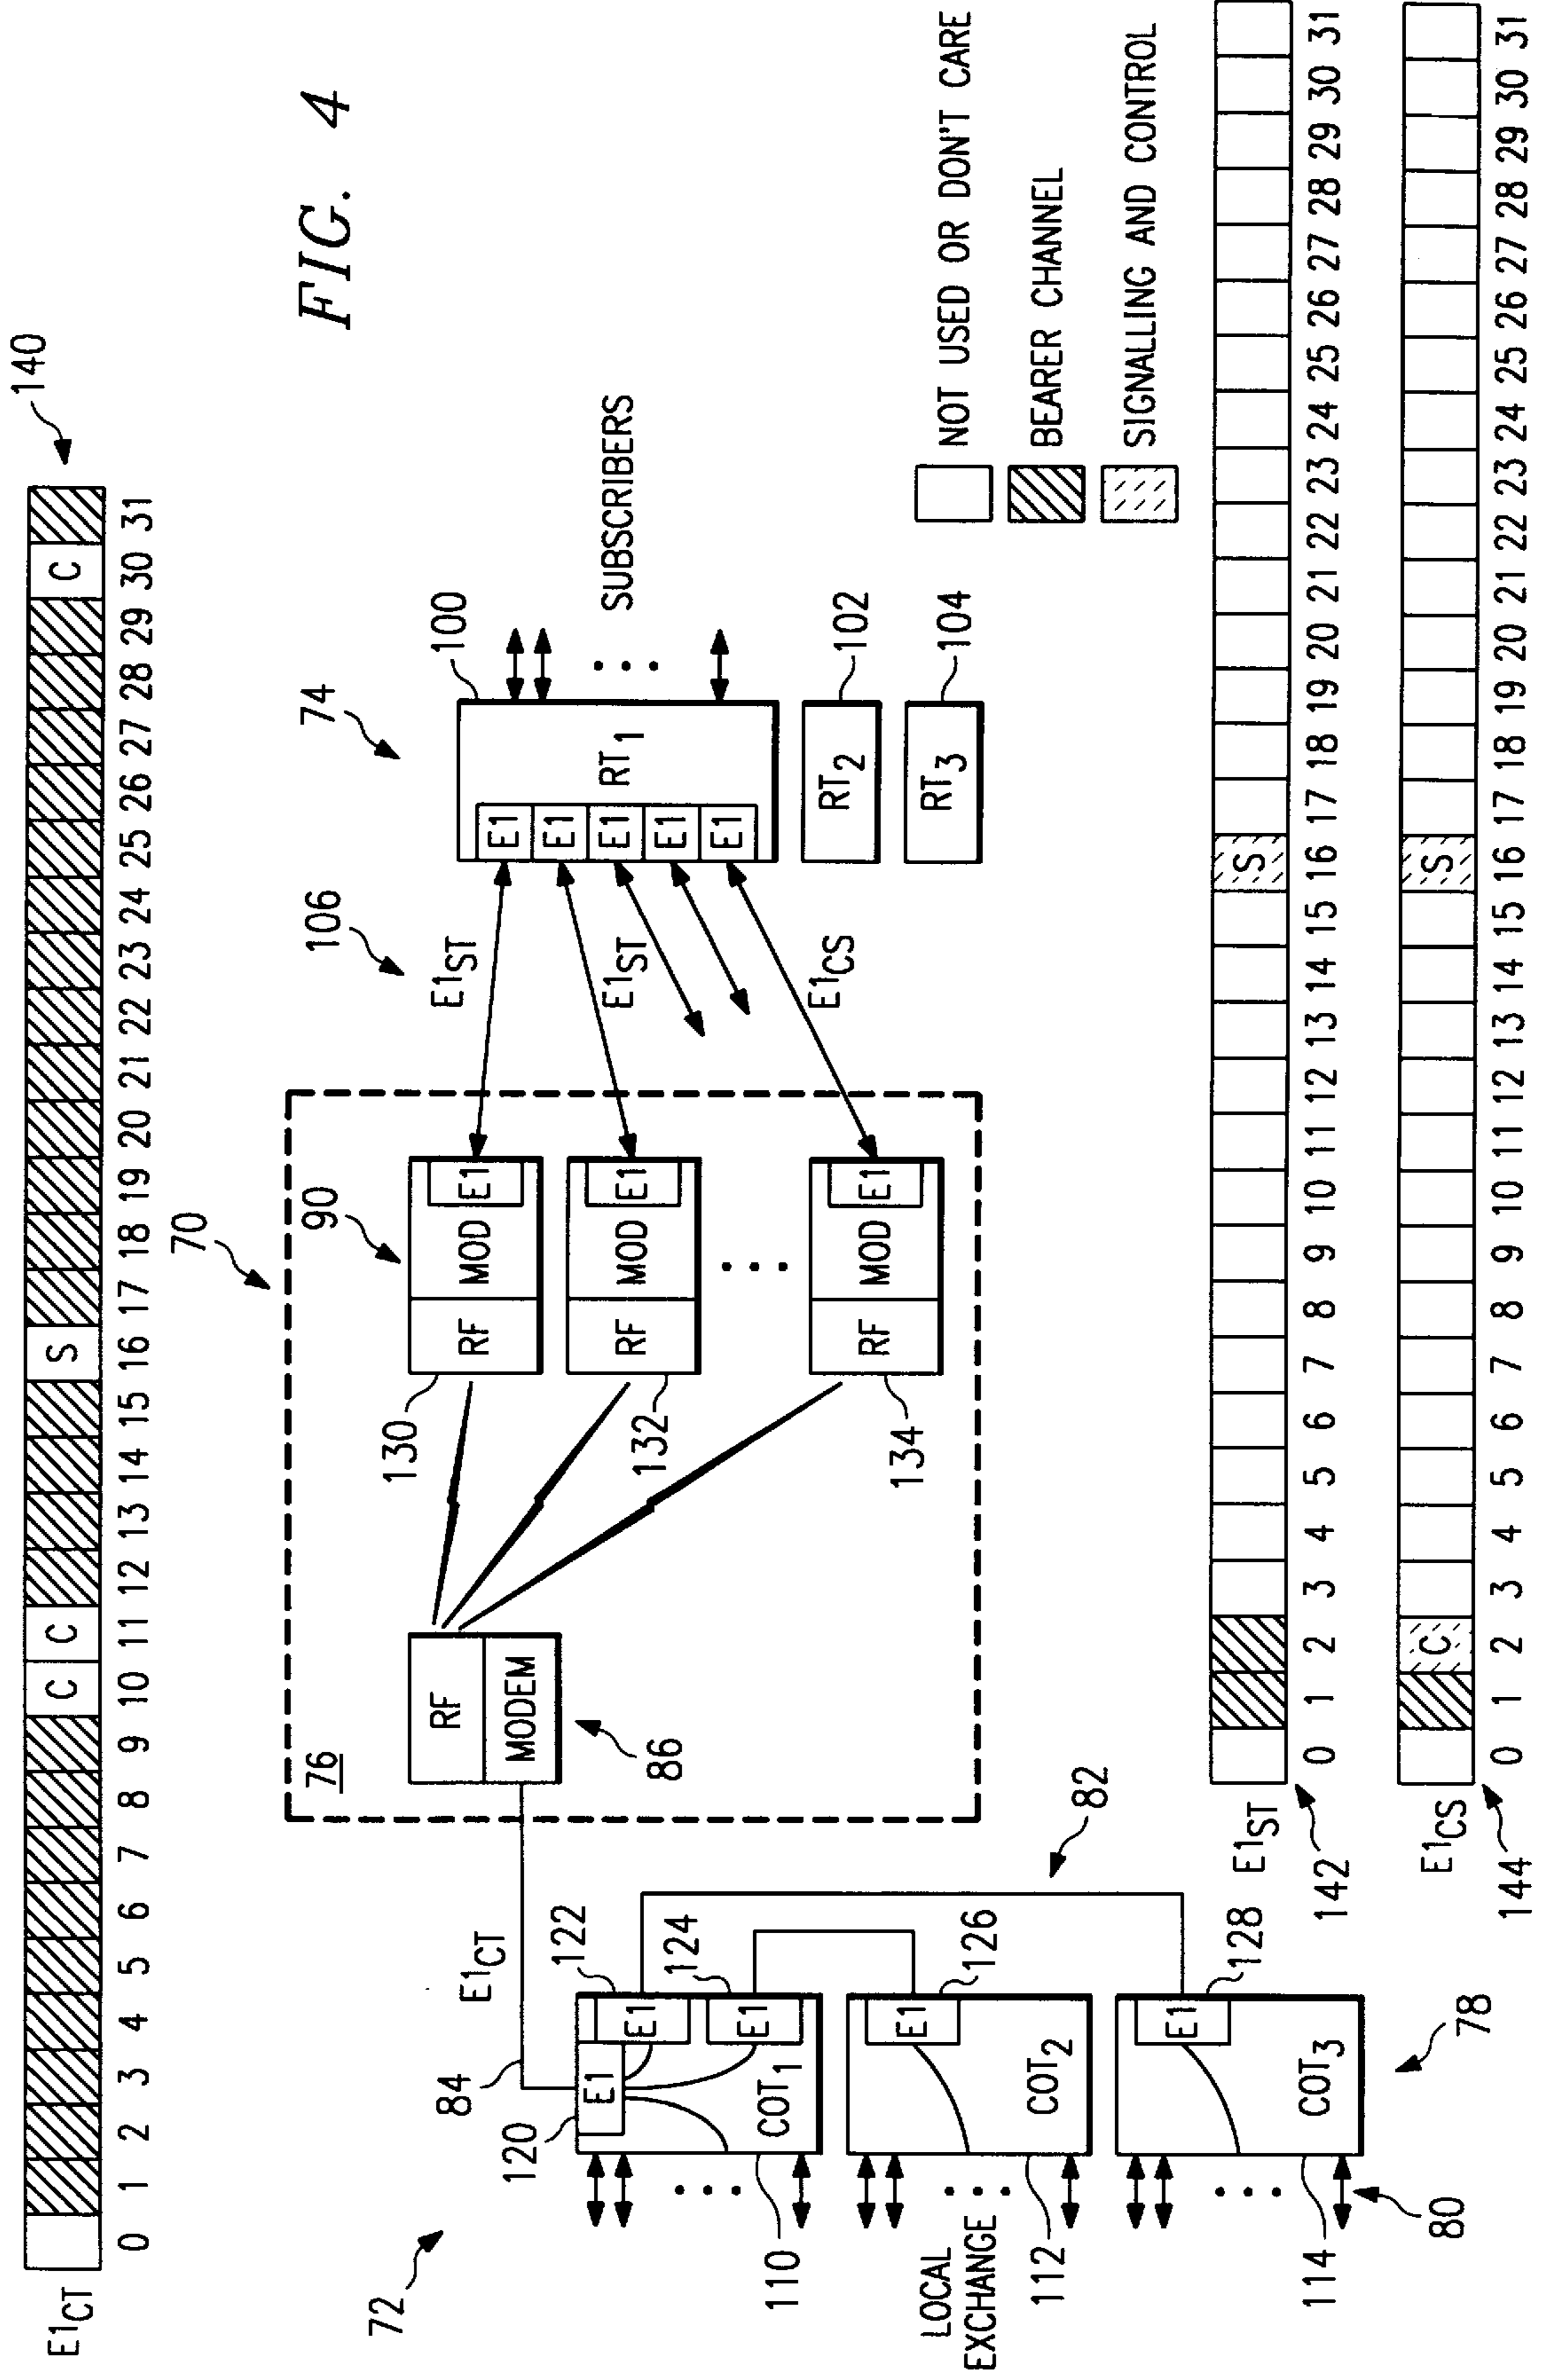 FIG. 4
E1CT
140
C C S C
0 1 2 3 4 5 6 7 8 9 10 11 12 13 14 15 16 17 18 19 20 21 22 23 24 25 26 27 28 29 30 31
70
72
74
76
90
106
84
E1CT
86
RF
MODEM
130
RF
MOD
E1
132
RF
MOD
E1
134
RF
MOD
E1
E1ST
E1ST
E1CS
100
E1
E1
E1
E1
E1
RT1
SUBSCRIBERS
RT2
102
RT3
104
120
E1
122
E1
124
E1
COT1
110
LOCAL
EXCHANGE
126
E1
COT2
112
128
E1
COT3
114
80
78
82
NOT USED OR DON'T CARE
BEARER CHANNEL
SIGNALLING AND CONTROL
E1ST
142
S
0 1 2 3 4 5 6 7 8 9 10 11 12 13 14 15 16 17 18 19 20 21 22 23 24 25 26 27 28 29 30 31
E1CS
144
C S
0 1 2 3 4 5 6 7 8 9 10 11 12 13 14 15 16 17 18 19 20 21 22 23 24 25 26 27 28 29 30 31